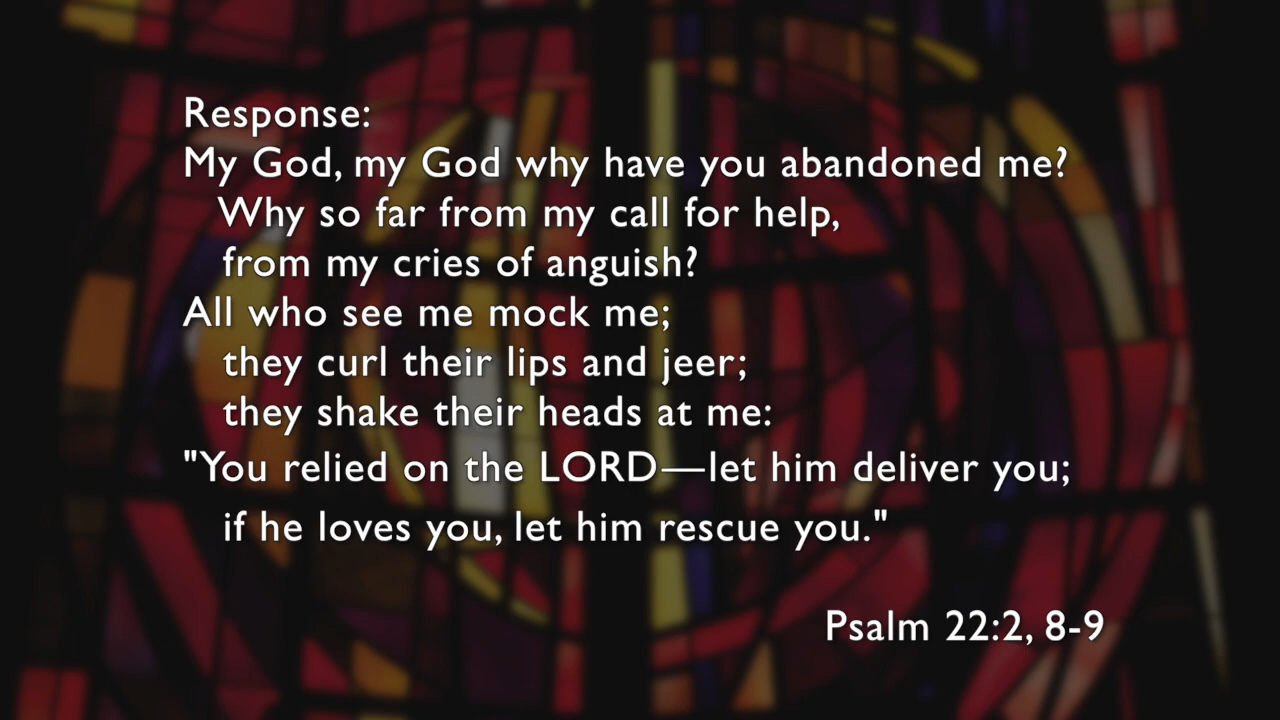 Response:
My God, my God why have you abandoned me?
Why so far from my call for help,
from my cries of anguish?
All who see me mock me;
they curl their lips and jeer;
they shake their heads at me:
"You relied on the LORD—let him deliver you;
if he loves you, let him rescue you."
Psalm 22:2, 8-9